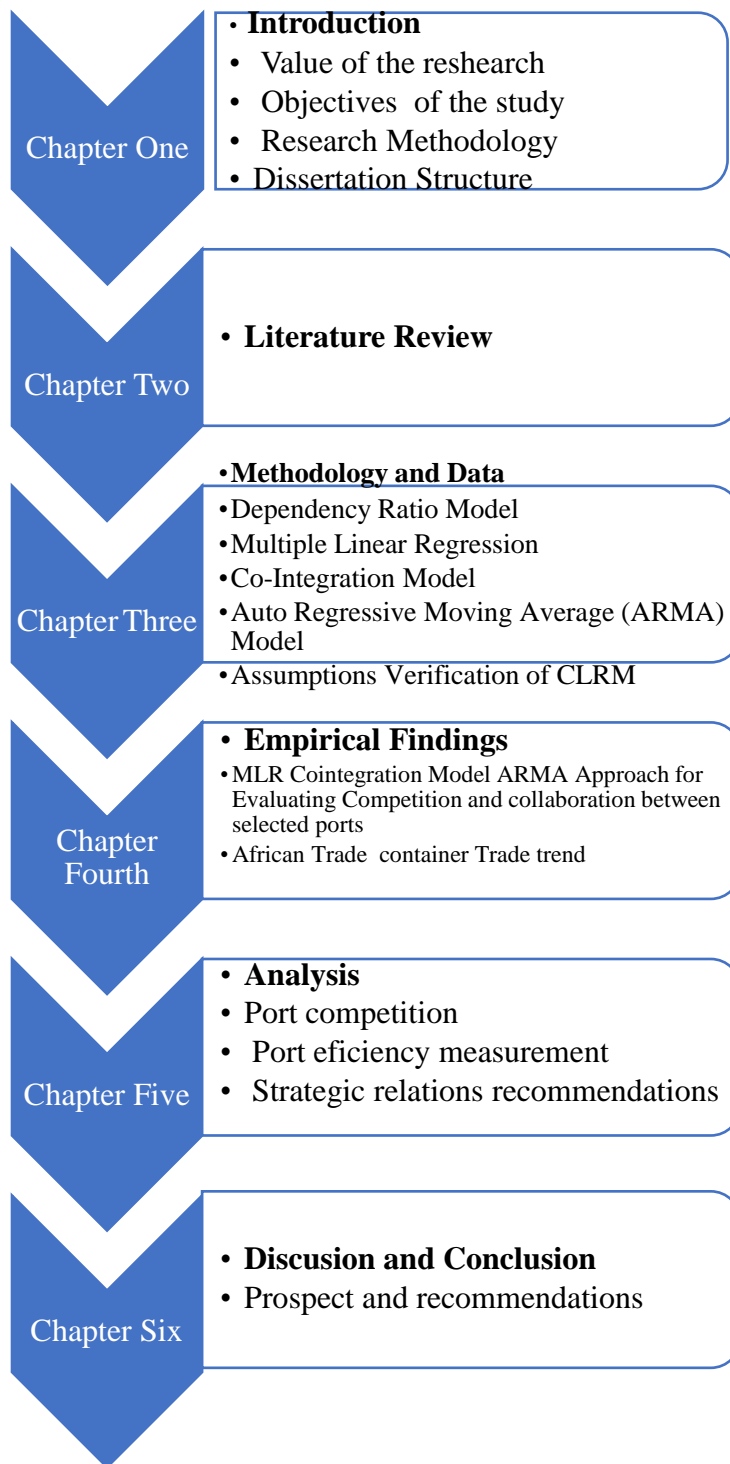 Chapter One
• Introduction
• Value of the reshearch
• Objectives of the study
• Research Methodology
• Dissertation Structure
Chapter Two
• Literature Review
Chapter Three
• Methodology and Data
• Dependency Ratio Model
• Multiple Linear Regression
• Co-Integration Model
• Auto Regressive Moving Average (ARMA)
Model
• Assumptions Verification of CLRM
Chapter
Fourth
• Empirical Findings
• MLR Cointegration Model ARMA Approach for
Evaluating Competition and collaboration between
selected ports
• African Trade container Trade trend
Chapter Five
• Analysis
• Port competition
• Port eficiency measurement
• Strategic relations recommendations
Chapter Six
• Discusion and Conclusion
• Prospect and recommendations